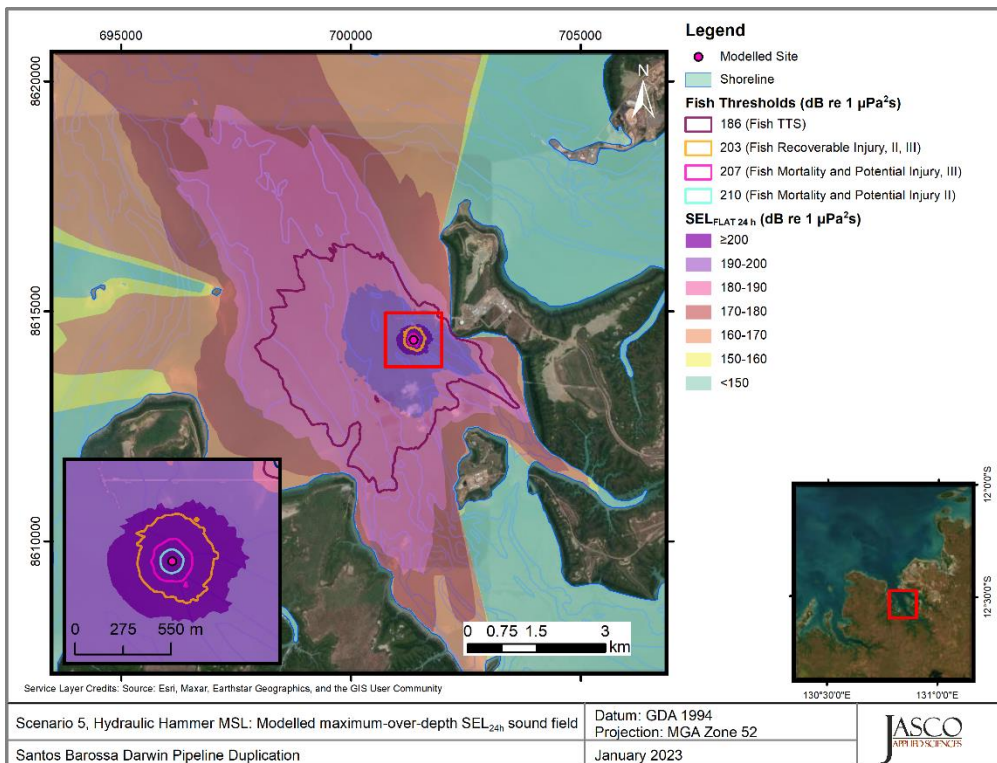 695000 700000 705000
8620000
8615000
8610000
N
Legend
Modelled Site
Shoreline
Fish Thresholds (dB re 1 µPa²s)
186 (Fish TTS)
203 (Fish Recoverable Injury, II, III)
207 (Fish Mortality and Potential Injury, III)
210 (Fish Mortality and Potential Injury II)
SEL FLAT 24 h (dB re 1 µPa²s)
≥200
190-200
180-190
170-180
160-170
150-160
<150
0 275 550 m
0 0.75 1.5 3
km
12°0'0"S
12°30'0"S
130°30'0"E 131°0'0"E
Service Layer Credits: Source: Esri, Maxar, Earthstar Geographics, and the GIS User Community
Scenario 5, Hydraulic Hammer MSL: Modelled maximum-over-depth SEL24h sound field
Datum: GDA 1994
Projection: MGA Zone 52
Santos Barossa Darwin Pipeline Duplication
January 2023
JASCO
APPLIED SCIENCES